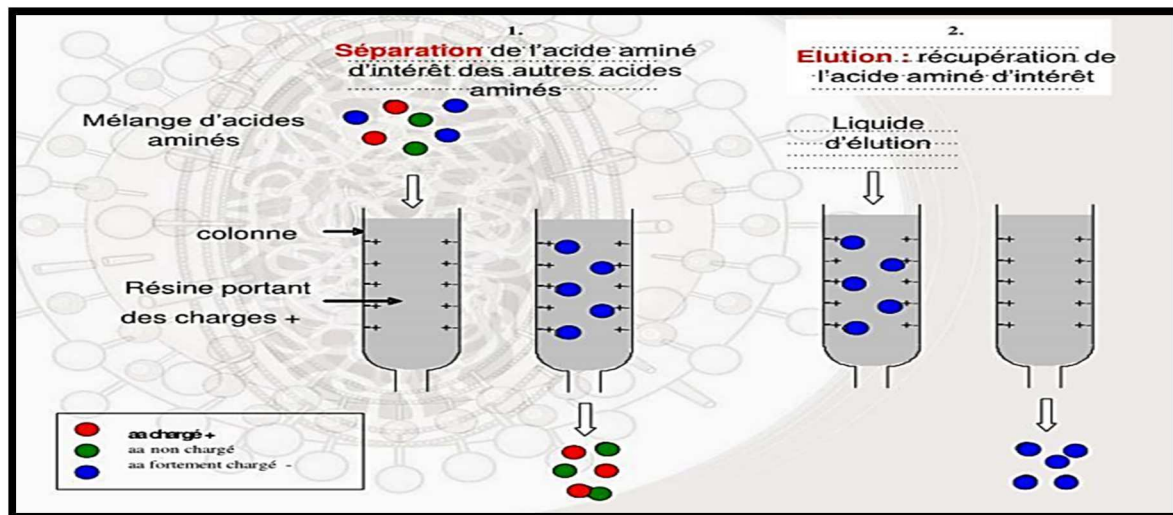 1.
Séparation de l'acide aminé
d'intérêt des autres acides
aminés
Mélange d'acides
aminés
colonne
Résine portant
des charges +
aa chargé +
aa non chargé
aa fortement chargé -
2.
Elution : récupération de
l'acide aminé d'intérêt
Liquide
d'élution